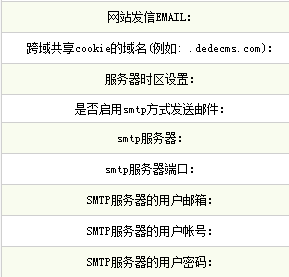 网站发信EMAIL：
跨域共享cookie的域名(例如: .dedecms.com)：
服务器时区设置：
是否启用smtp方式发送邮件：
smtp服务器：
smtp服务器端口：
SMTP服务器的用户邮箱：
SMTP服务器的用户帐号：
SMTP服务器的用户密码：